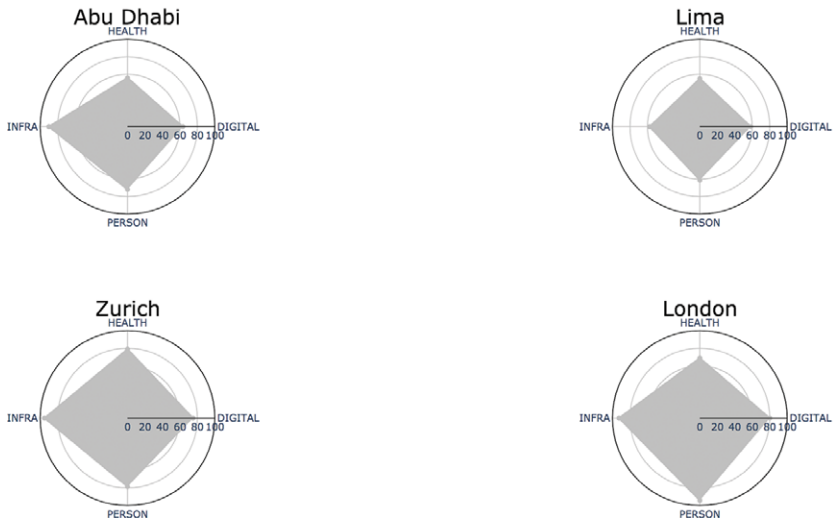 Abu Dhabi
HEALTH
INFRA
DIGITAL
0 20 40 60 80 100
PERSON
Lima
HEALTH
INFRA
DIGITAL
0 20 40 60 80 100
PERSON
Zurich
HEALTH
INFRA
DIGITAL
0 20 40 60 80 100
PERSON
London
HEALTH
INFRA
DIGITAL
0 20 40 60 80 100
PERSON